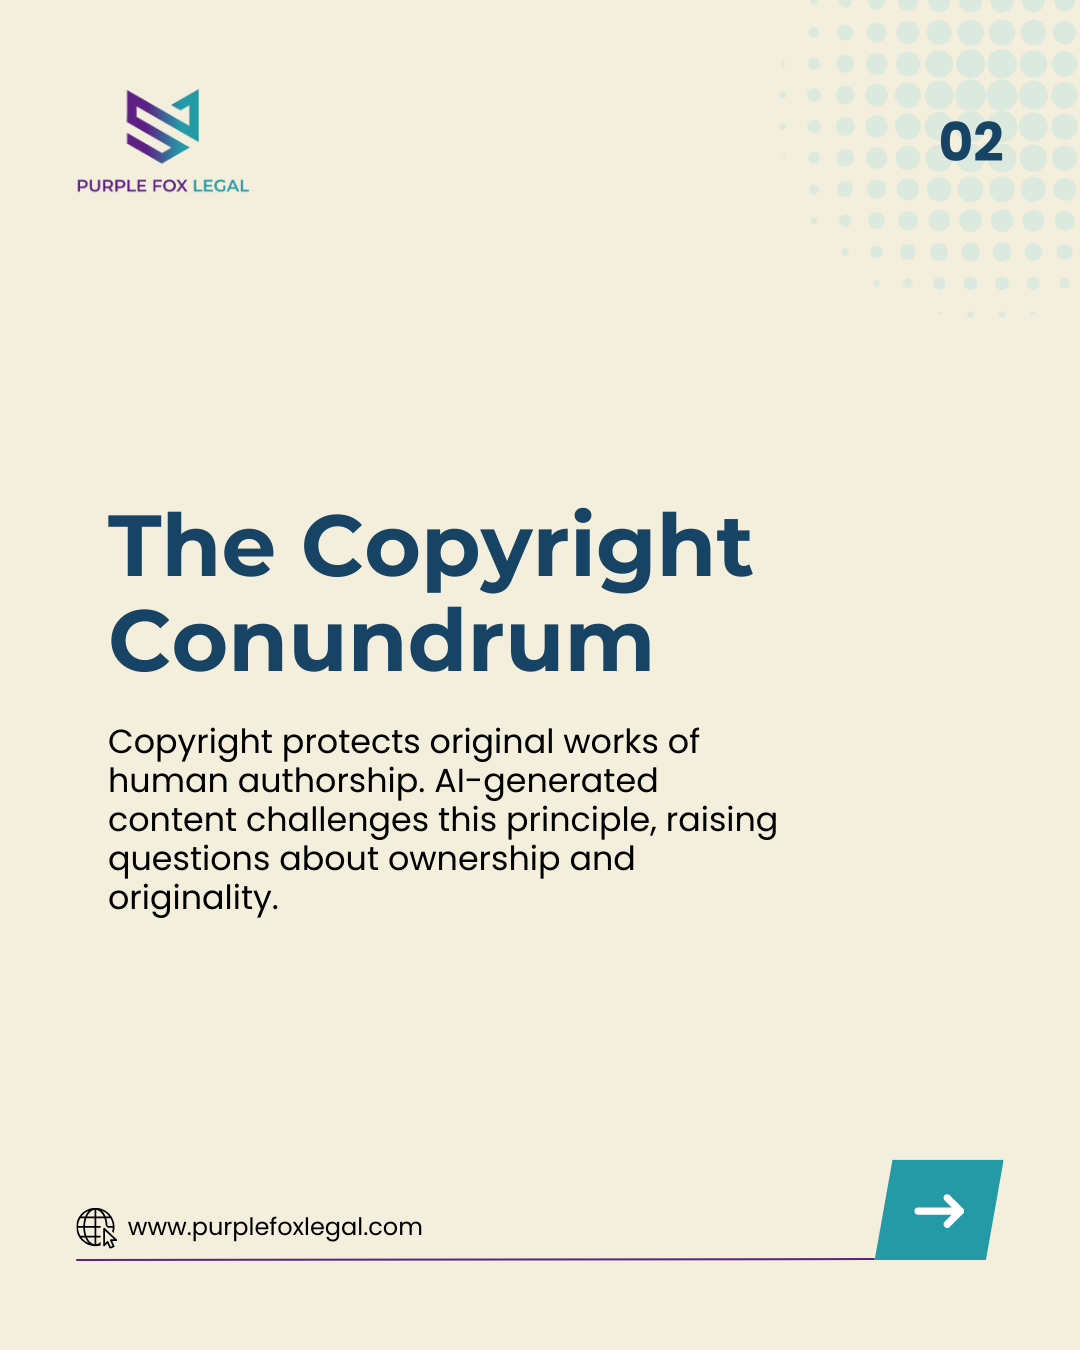 PURPLE FOX LEGAL
02
The Copyright
Conundrum
Copyright protects original works of
human authorship. AI-generated
content challenges this principle, raising
questions about ownership and
originality.
www.purplefoxlegal.com